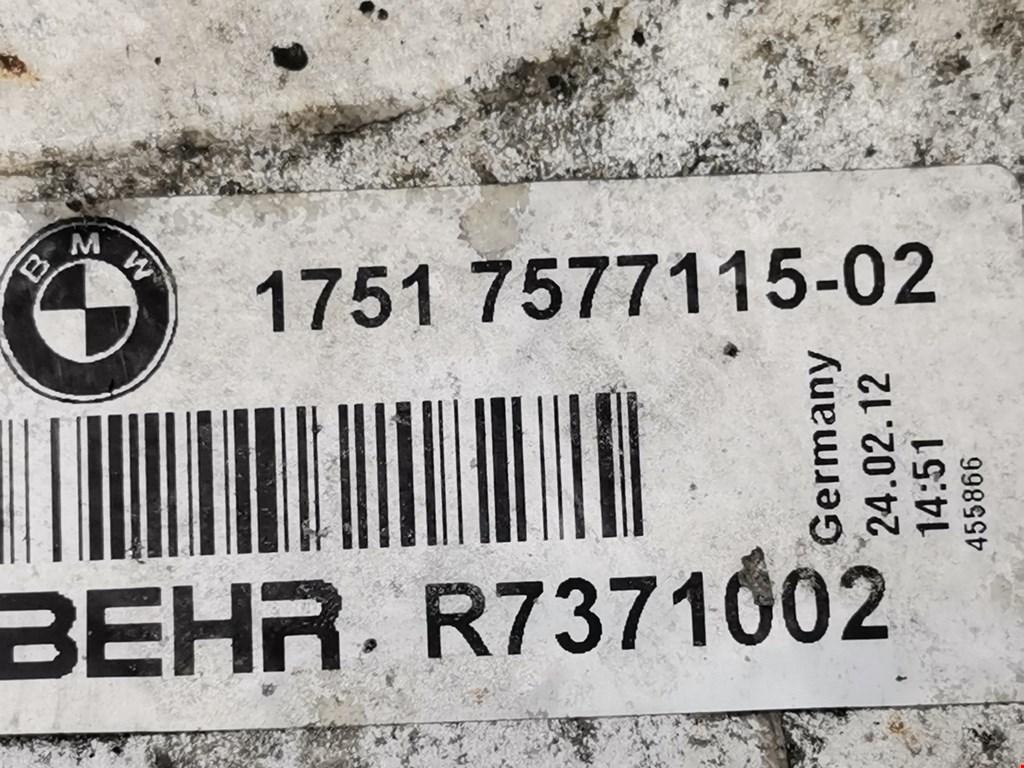 BMW
1751 7577115-02
Germany
24.02.12
14:51
455866
BEHR R7371002